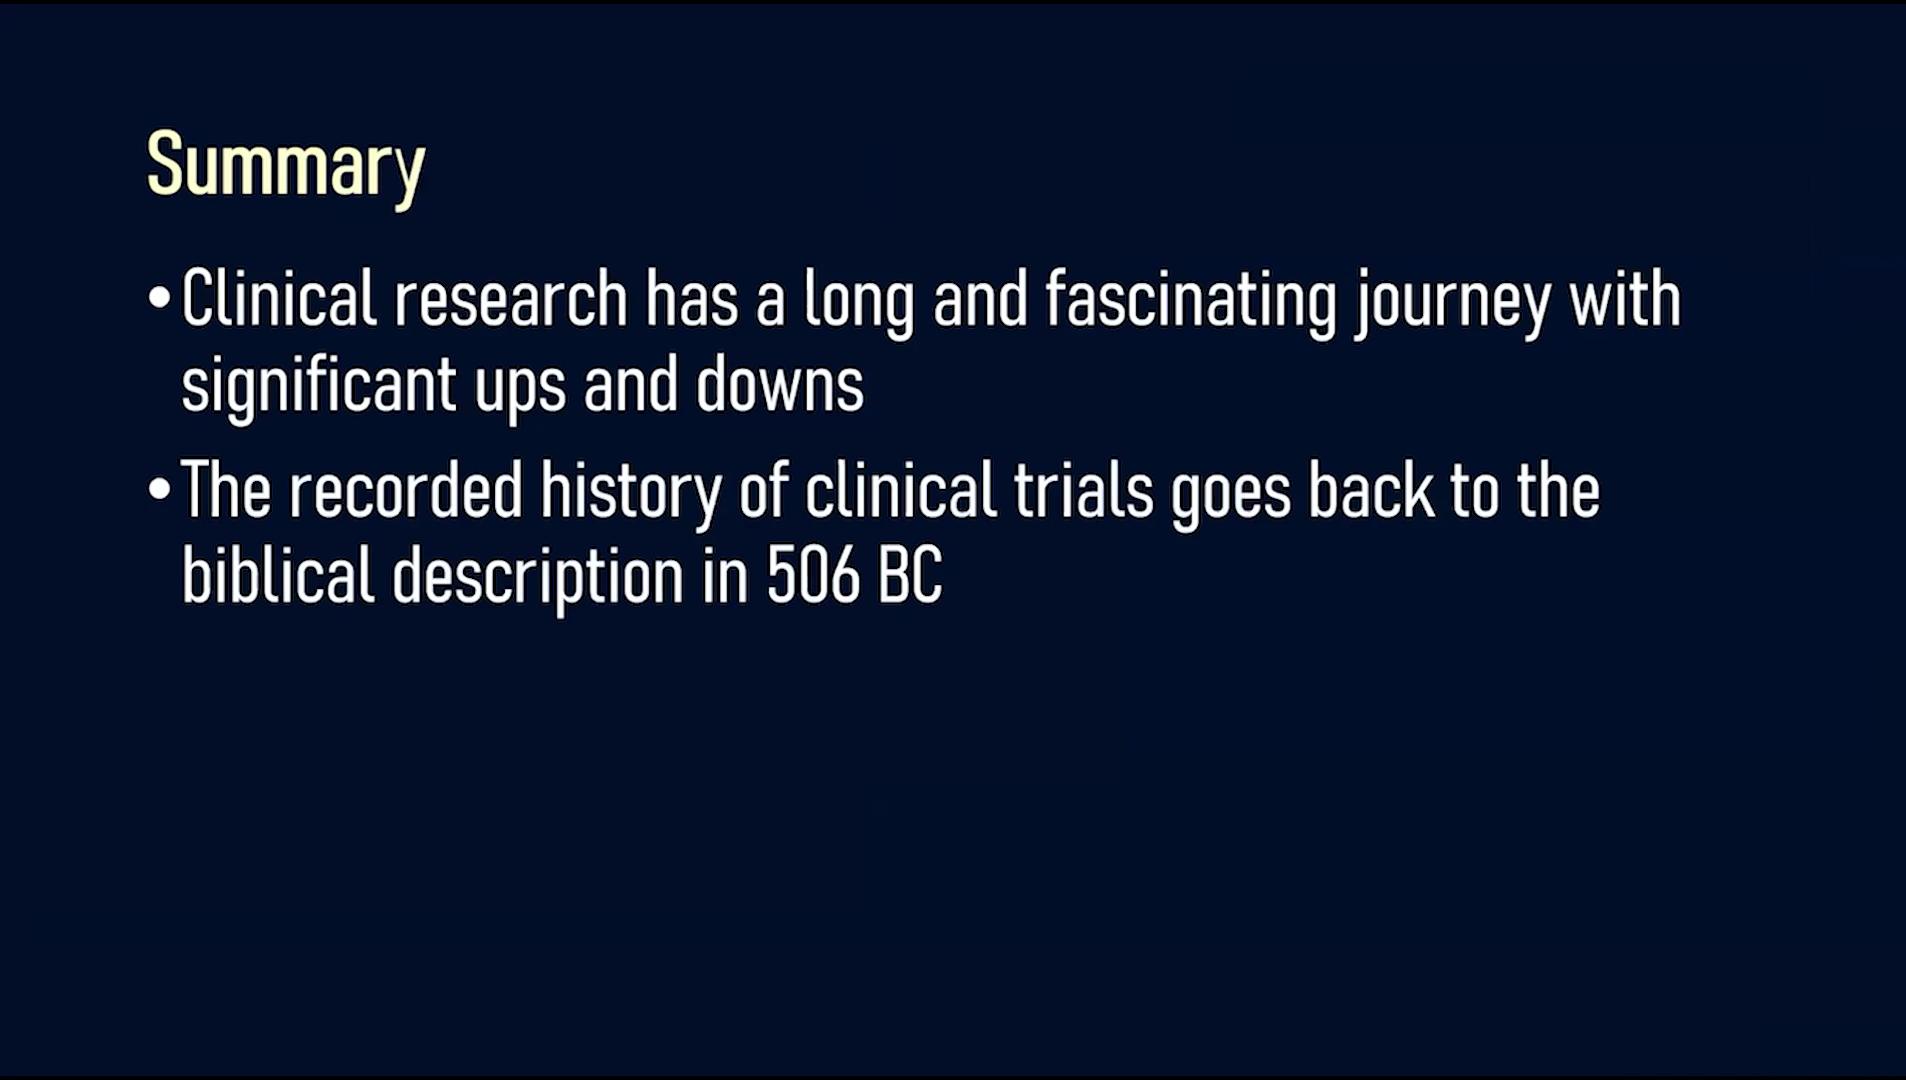 Summary
•Clinical research has a long and fascinating journey with
significant ups and downs
•The recorded history of clinical trials goes back to the
biblical description in 506 BC